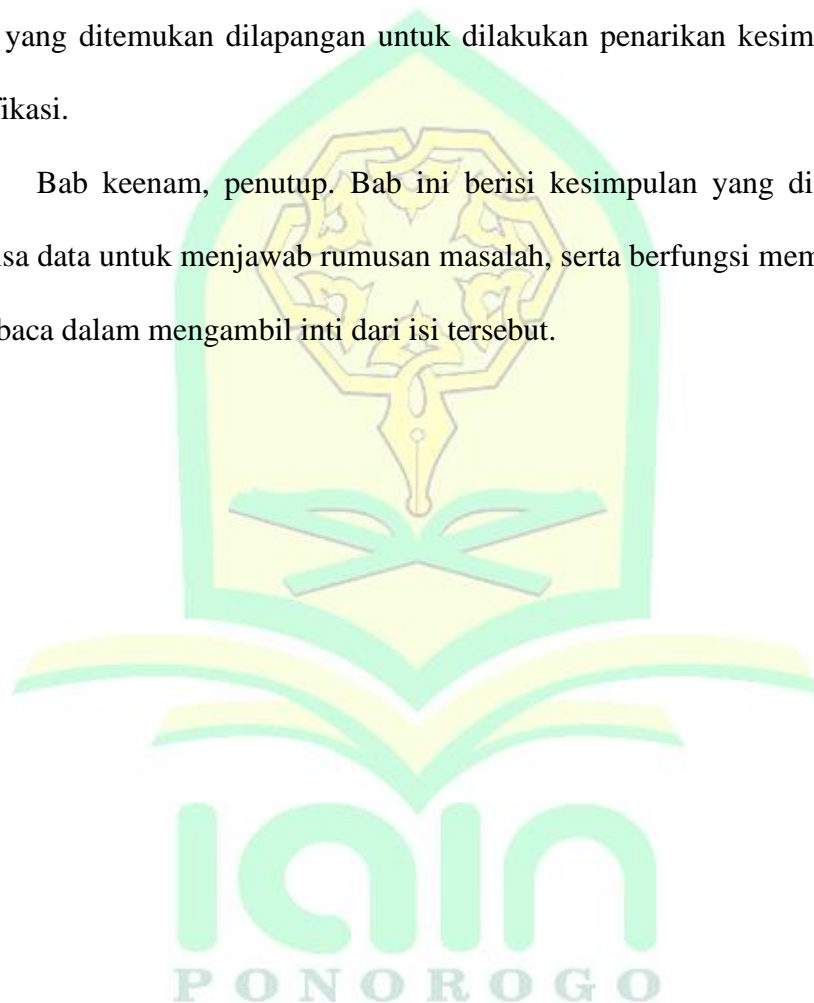 yang ditemukan dilapangan untuk dilakukan penarikan kesim
fikasi.
Bab keenam, penutup. Bab ini berisi kesimpulan yang di
sa data untuk menjawab rumusan masalah, serta berfungsi mem
baca dalam mengambil inti dari isi tersebut.
iain
PONOROGO